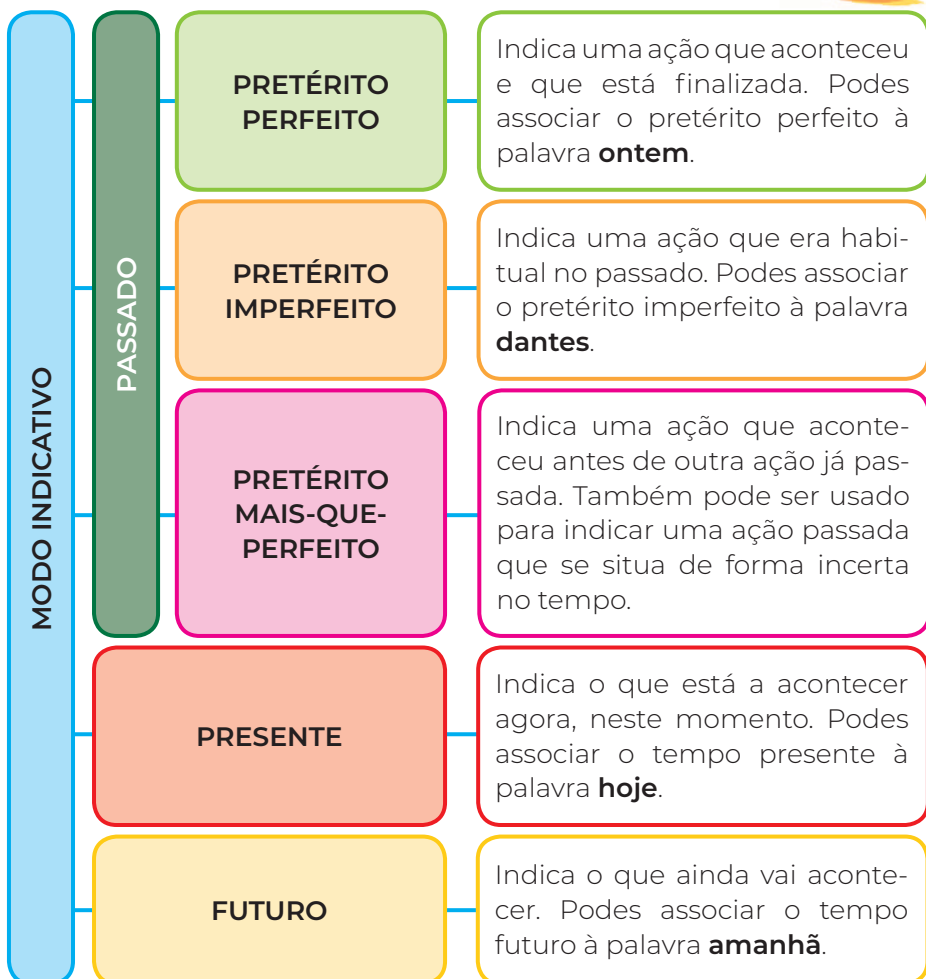 MODO INDICATIVO
PASSADO
PRETÉRITO
PERFEITO
Indica uma ação que aconteceu
e que está finalizada. Podes
associar o pretérito perfeito à
palavra ontem.
PRETÉRITO
IMPERFEITO
Indica uma ação que era habi-
tual no passado. Podes associar
o pretérito imperfeito à palavra
dantes.
PRETÉRITO
MAIS-QUE-
PERFEITO
Indica uma ação que aconte-
ceu antes de outra ação já pas-
sada. Também pode ser usado
para indicar uma ação passada
que se situa de forma incerta
no tempo.
PRESENTE
Indica o que está a acontecer
agora, neste momento. Podes
associar o tempo presente à
palavra hoje.
FUTURO
Indica o que ainda vai aconte-
cer. Podes associar o tempo
futuro à palavra amanhã.